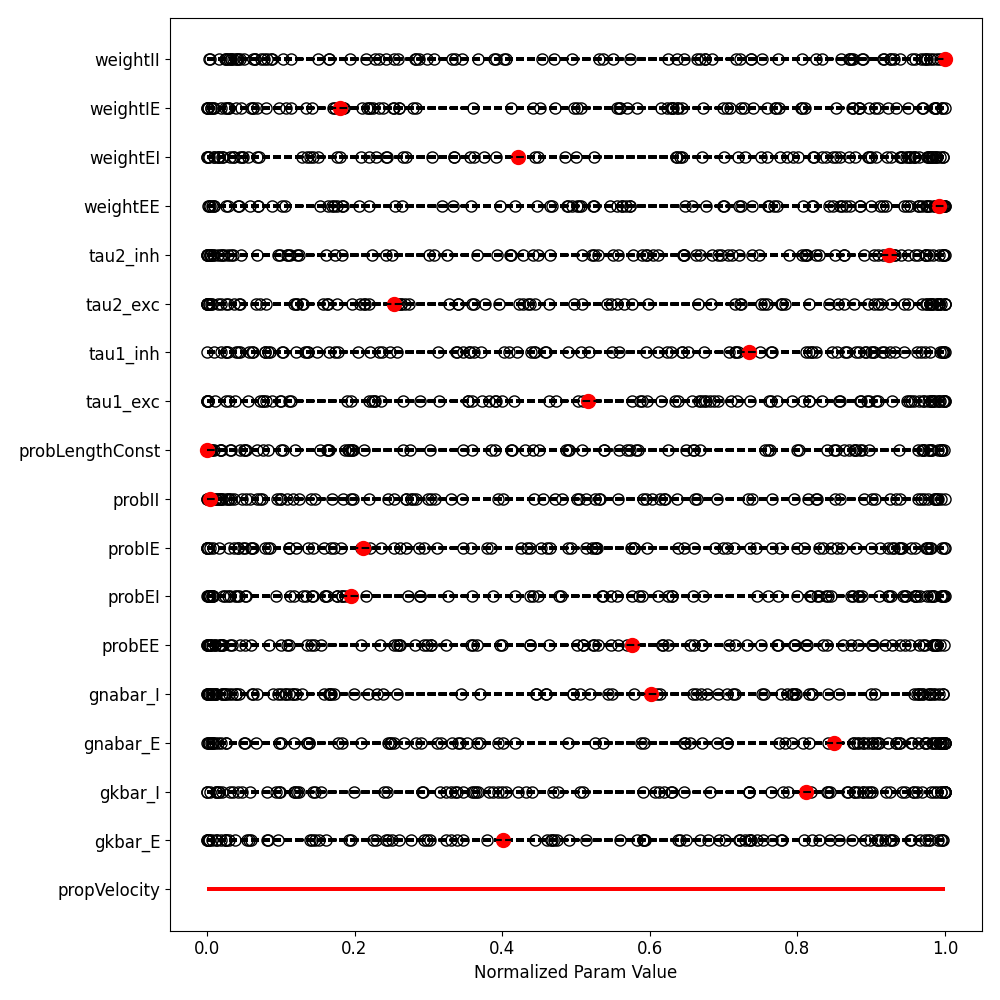 weightII
weightIE
weightEI
weightEE
tau2_inh
tau2_exc
tau1_inh
tau1_exc
probLengthConst
probII
probIE
probEI
probEE
gnabar_I
gnabar_E
gkbar_I
gkbar_E
propVelocity
0.0 0.2 0.4 0.6 0.8 1.0
Normalized Param Value